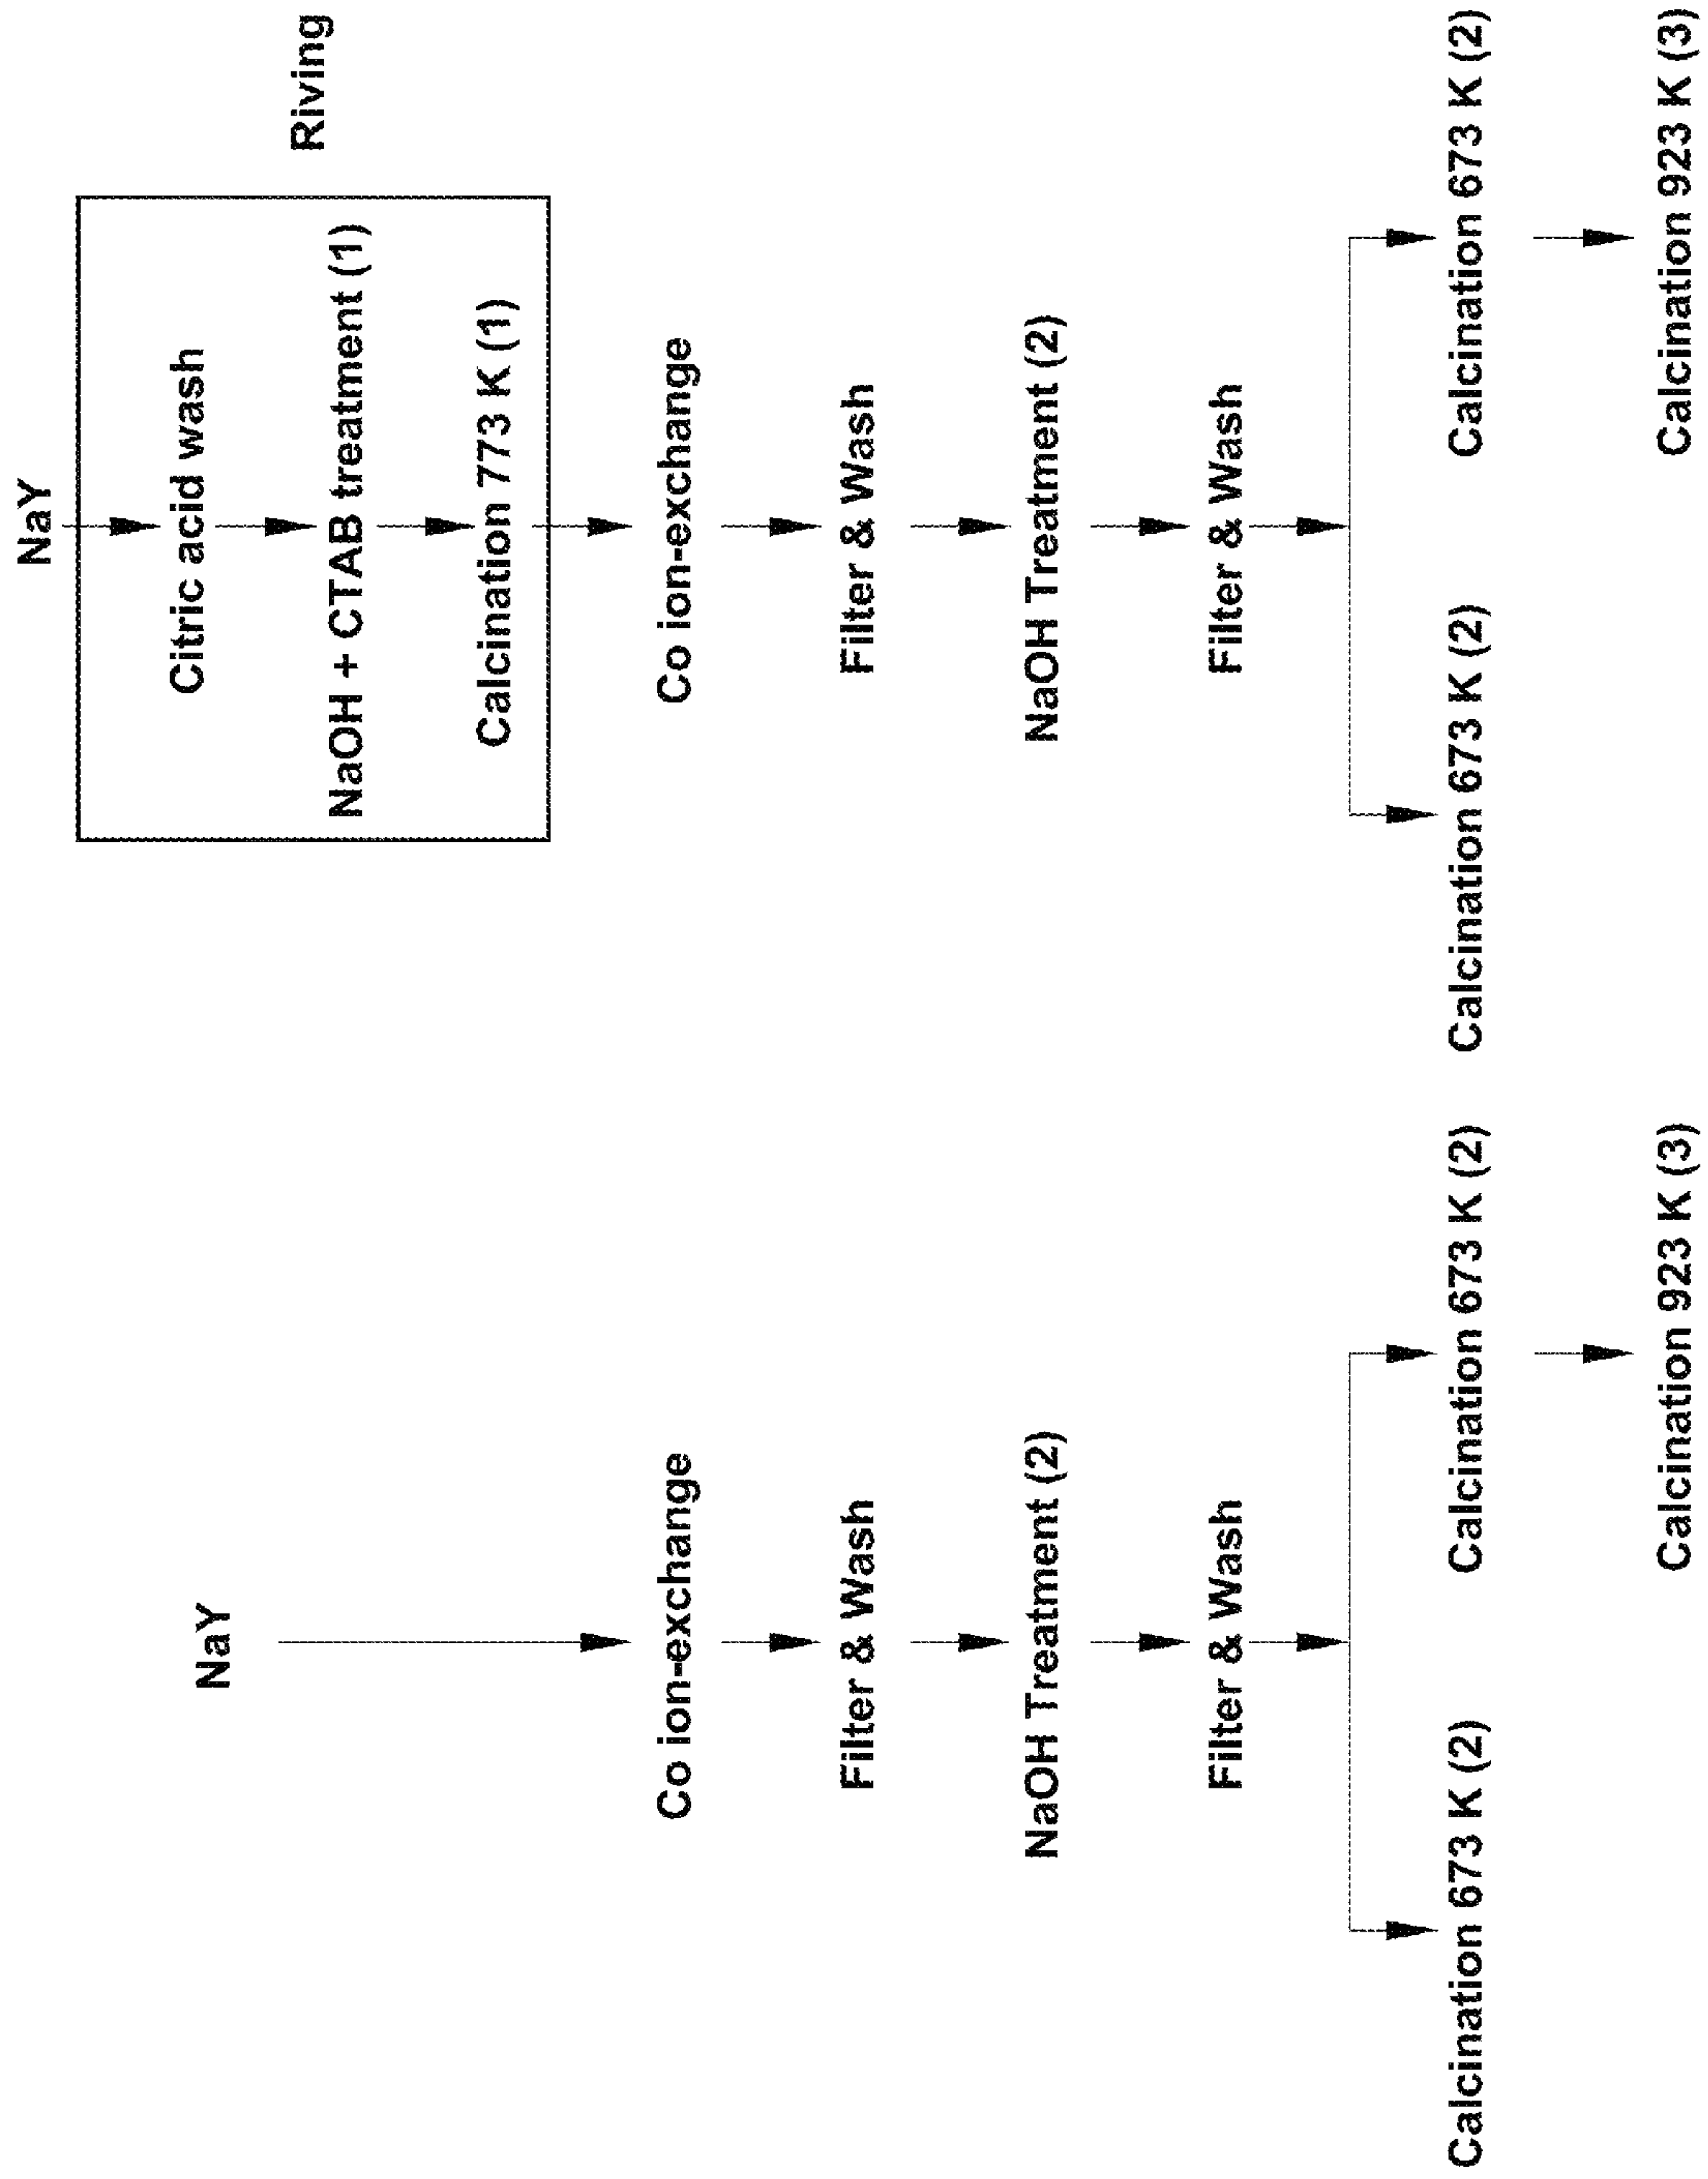 NaY
Co ion-exchange
Filter & Wash
NaOH Treatment (2)
Filter & Wash
Calcination 673 K (2)
Calcination 673 K (2)
Calcination 923 K (3)
NaY
Riving
Citric acid wash
NaOH + CTAB treatment (1)
Calcination 773 K (1)
Co ion-exchange
Filter & Wash
NaOH Treatment (2)
Filter & Wash
Calcination 673 K (2)
Calcination 673 K (2)
Calcination 923 K (3)